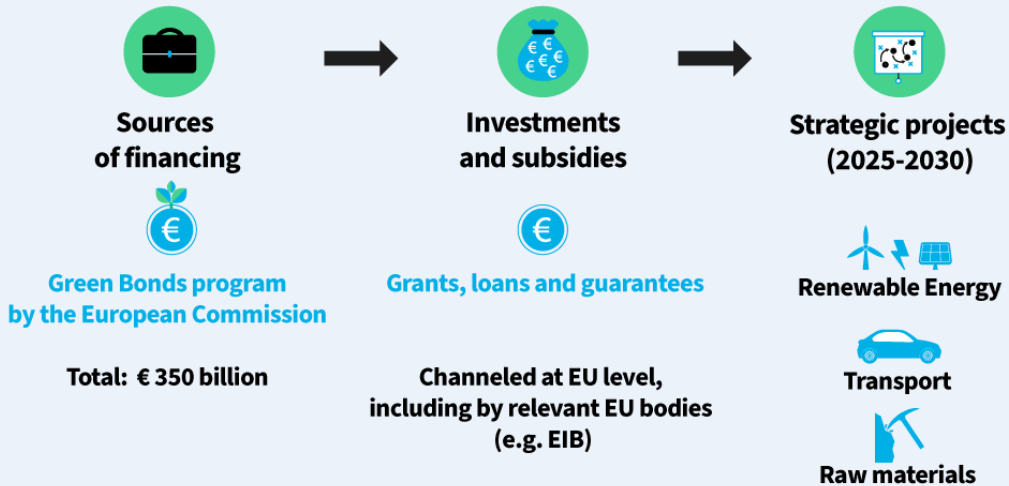 Sources
of financing
Green Bonds program
by the European Commission
Total: € 350 billion
Investments
and subsidies
Grants, loans and guarantees
Channeled at EU level,
including by relevant EU bodies
(e.g. EIB)
Strategic projects
(2025-2030)
Renewable Energy
Transport
Raw materials